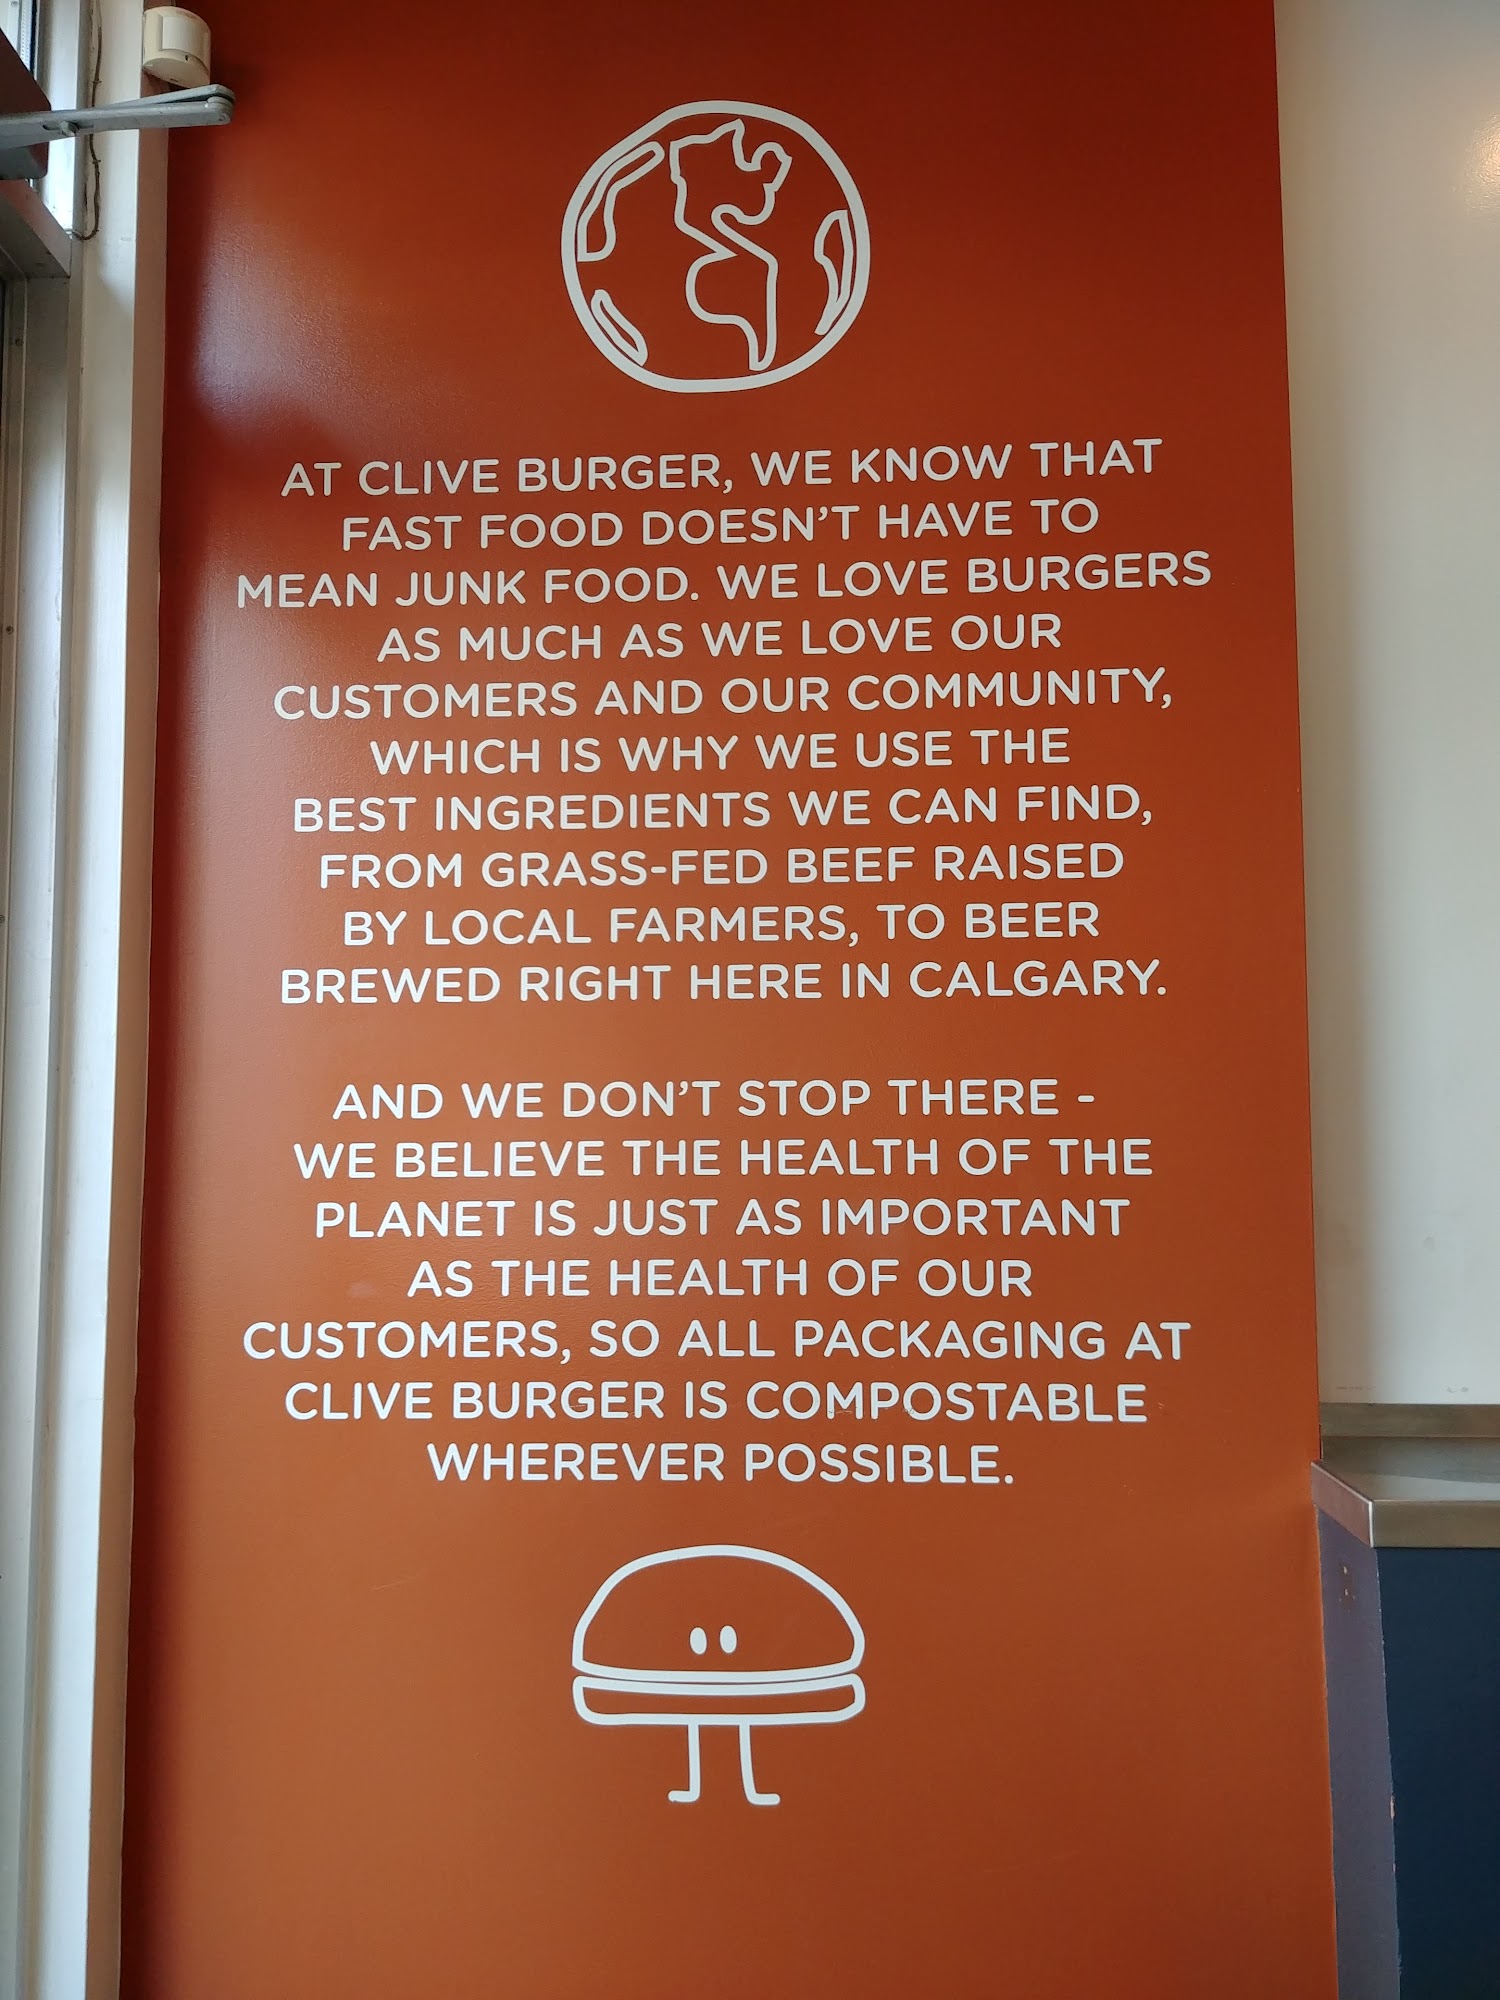 AT CLIVE BURGER, WE KNOW THAT
FAST FOOD DOESN'T HAVE TO
MEAN JUNK FOOD. WE LOVE BURGERS
AS MUCH AS WE LOVE OUR
CUSTOMERS AND OUR COMMUNITY,
WHICH IS WHY WE USE THE
BEST INGREDIENTS WE CAN FIND,
FROM GRASS-FED BEEF RAISED
BY LOCAL FARMERS, TO BEER
BREWED RIGHT HERE IN CALGARY.
AND WE DON'T STOP THERE -
WE BELIEVE THE HEALTH OF THE
PLANET IS JUST AS IMPORTANT
AS THE HEALTH OF OUR
CUSTOMERS, SO ALL PACKAGING AT
CLIVE BURGER IS COMPOSTABLE
WHEREVER POSSIBLE.